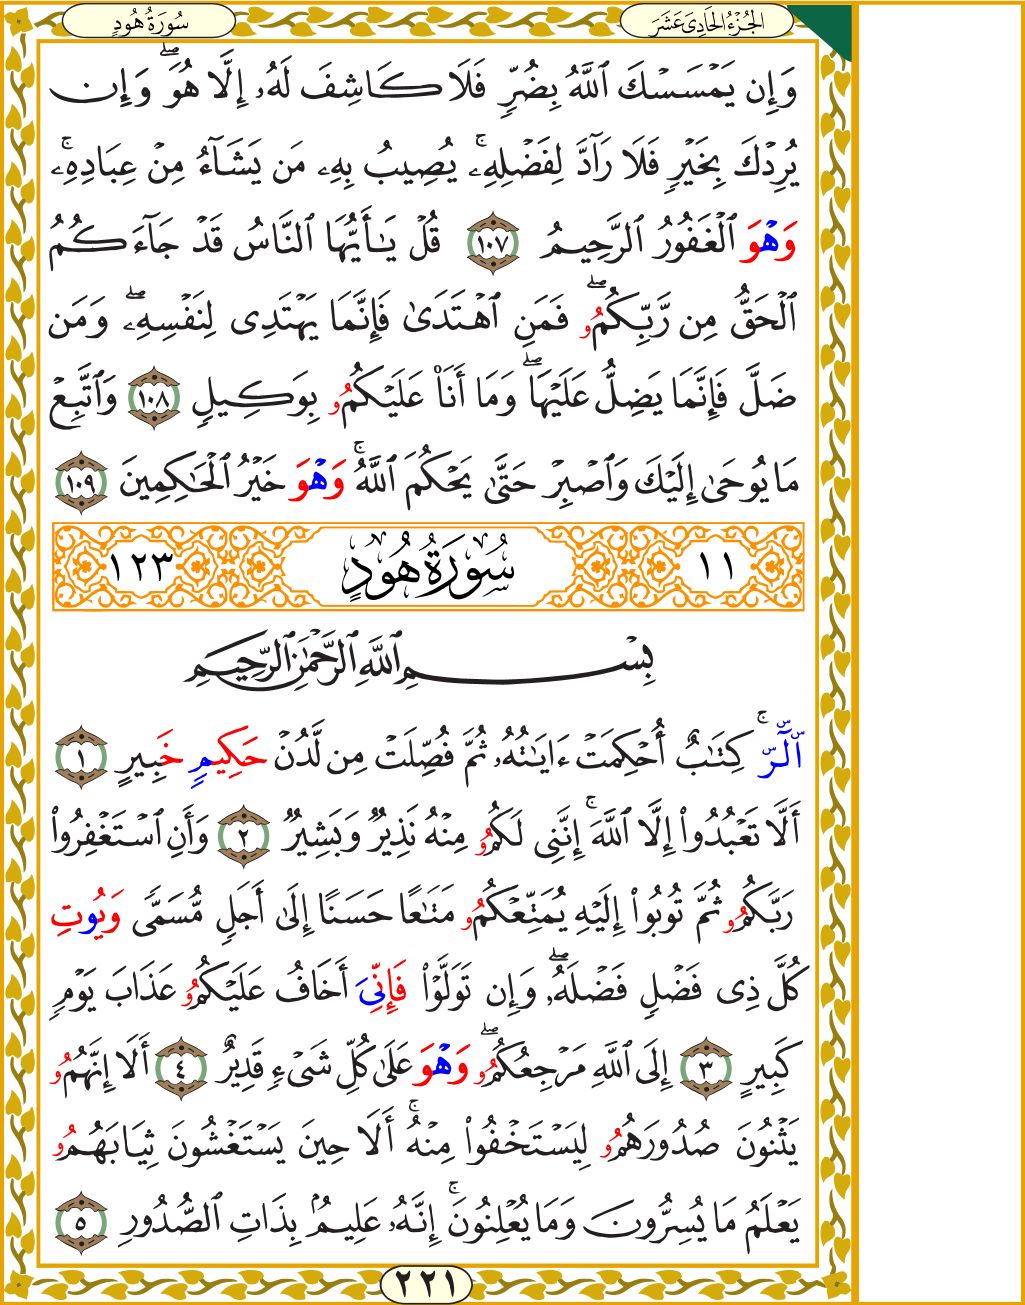 سُورَةُ هُودٍ
الجُزْءُ الحَادِىَ عَشَرَ
وَإِن يَمۡسَسۡكَ ٱللَّهُ بِضُرّٖ فَلَا كَاشِفَ لَهُۥ إِلَّا هُوَۖ وَإِن
يُرِدۡكَ بِخَيۡرٖ فَلَا رَآدَّ لِفَضۡلِهِۦۚ يُصِيبُ بِهِۦ مَن يَشَآءُ مِنۡ عِبَادِهِۦۚ
وَهۡوَ ٱلۡغَفُورُ ٱلرَّحِيمُ ١٠٧ قُلۡ يَٰٓأَيُّهَا ٱلنَّاسُ قَدۡ جَآءَكُمُ
ٱلۡحَقُّ مِن رَّبِّكُمُۥۖ فَمَنِ ٱهۡتَدَىٰ فَإِنَّمَا يَهۡتَدِى لِنَفۡسِهِۦۖ وَمَن
ضَلَّ فَإِنَّمَا يَضِلُّ عَلَيۡهَاۖ وَمَا أَنَا۠ عَلَيۡكُمُۥ بِوَكِيلٖ ١٠٨ وَٱتَّبِعۡ
مَا يُوحَىٰ إِلَيۡكَ وَٱصۡبِرۡ حَتَّىٰ يَحۡكُمَ ٱللَّهُۚ وَهۡوَ خَيۡرُ ٱلۡحَٰكِمِينَ ١٠٩
١١ سُورَةُ هُودٍ ١٢٣
بِسۡمِ ٱللَّهِ ٱلرَّحۡمَٰنِ ٱلرَّحِيمِ
الٓرۚ كِتَٰبٌ أُحۡكِمَتۡ ءَايَٰتُهُۥ ثُمَّ فُصِّلَتۡ مِن لَّدُنۡ حَكِيمٍ خَبِيرٍ ١
أَلَّا تَعۡبُدُوٓا۟ إِلَّا ٱللَّهَۚ إِنَّنِى لَكُمُۥ مِنۡهُ نَذِيرٞ وَبَشِيرٞ ٢ وَأَنِ ٱسۡتَغۡفِرُوا۟
رَبَّكُمُۥ ثُمَّ تُوبُوٓا۟ إِلَيۡهِ يُمَتِّعۡكُمُۥ مَتَٰعًا حَسَنًا إِلَىٰٓ أَجَلٖ مُّسَمّٗى وَيُوتِ
كُلَّ ذِى فَضۡلٖ فَضۡلَهُۥۖ وَإِن تَوَلَّوۡا۟ فَإِنِّىَ أَخَافُ عَلَيۡكُمُۥ عَذَابَ يَوۡمٖ
كَبِيرٍ ٣ إِلَى ٱللَّهِ مَرۡجِعُكُمُۥۖ وَهۡوَ عَلَىٰ كُلِّ شَىۡءٖ قَدِيرٌ ٤ أَلَآ إِنَّهُمُۥ
يَثۡنُونَ صُدُورَهُمُۥ لِيَسۡتَخۡفُوا۟ مِنۡهُۚ أَلَا حِينَ يَسۡتَغۡشُونَ ثِيَابَهُمُۥ
يَعۡلَمُ مَا يُسِرُّونَ وَمَا يُعۡلِنُونَۚ إِنَّهُۥ عَلِيمُۢ بِذَاتِ ٱلصُّدُورِ ٥
٢٢١